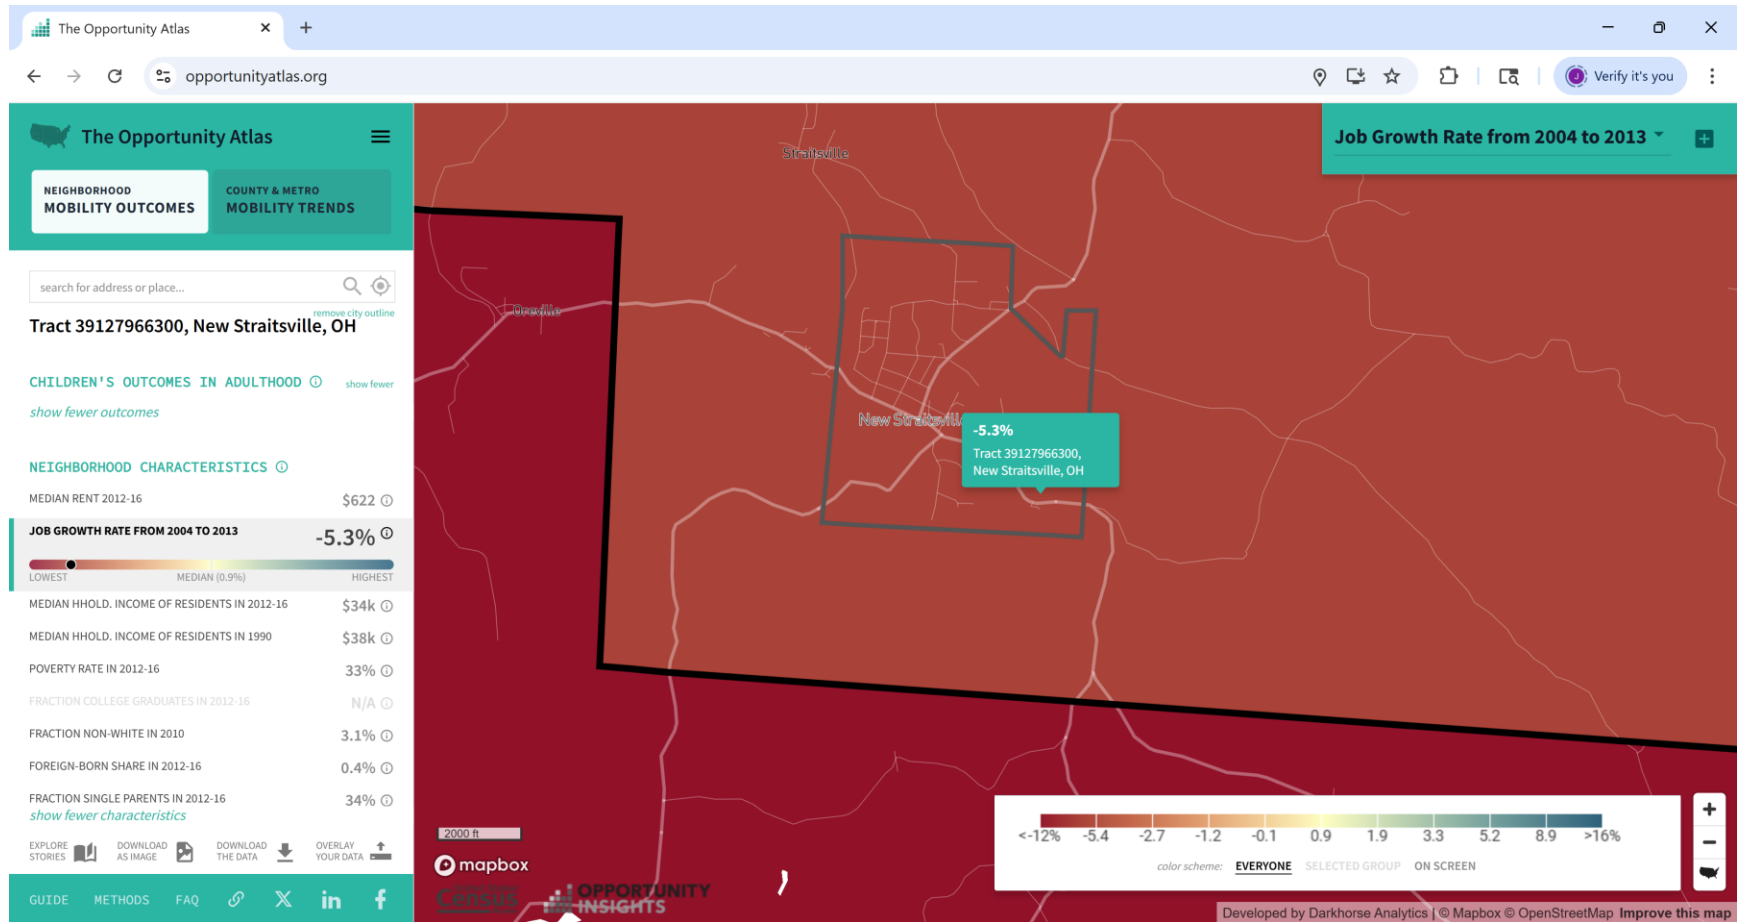 The Opportunity Atlas
opportunityatlas.org
Verify it's you
The Opportunity Atlas
NEIGHBORHOOD
MOBILITY OUTCOMES
COUNTY & METRO
MOBILITY TRENDS
search for address or place...
remove city outline
Tract 39127966300, New Straitsville, OH
CHILDREN'S OUTCOMES IN ADULTHOOD
show fewer
show fewer outcomes
NEIGHBORHOOD CHARACTERISTICS
MEDIAN RENT 2012-16 $622
JOB GROWTH RATE FROM 2004 TO 2013 -5.3%
LOWEST MEDIAN (0.9%) HIGHEST
MEDIAN HHOLD. INCOME OF RESIDENTS IN 2012-16 $34k
MEDIAN HHOLD. INCOME OF RESIDENTS IN 1990 $38k
POVERTY RATE IN 2012-16 33%
FRACTION COLLEGE GRADUATES IN 2012-16 N/A
FRACTION NON-WHITE IN 2010 3.1%
FOREIGN-BORN SHARE IN 2012-16 0.4%
FRACTION SINGLE PARENTS IN 2012-16 34%
show fewer characteristics
EXPLORE STORIES
DOWNLOAD AS IMAGE
DOWNLOAD THE DATA
OVERLAY YOUR DATA
GUIDE METHODS FAQ
Job Growth Rate from 2004 to 2013
Straitsville
Oreville
New Straitsville
-5.3%
Tract 39127966300,
New Straitsville, OH
2000 ft
mapbox
Census
OPPORTUNITY
INSIGHTS
<-12% -5.4 -2.7 -1.2 -0.1 0.9 1.9 3.3 5.2 8.9 >16%
color scheme: EVERYONE SELECTED GROUP ON SCREEN
Developed by Darkhorse Analytics | © Mapbox © OpenStreetMap Improve this map